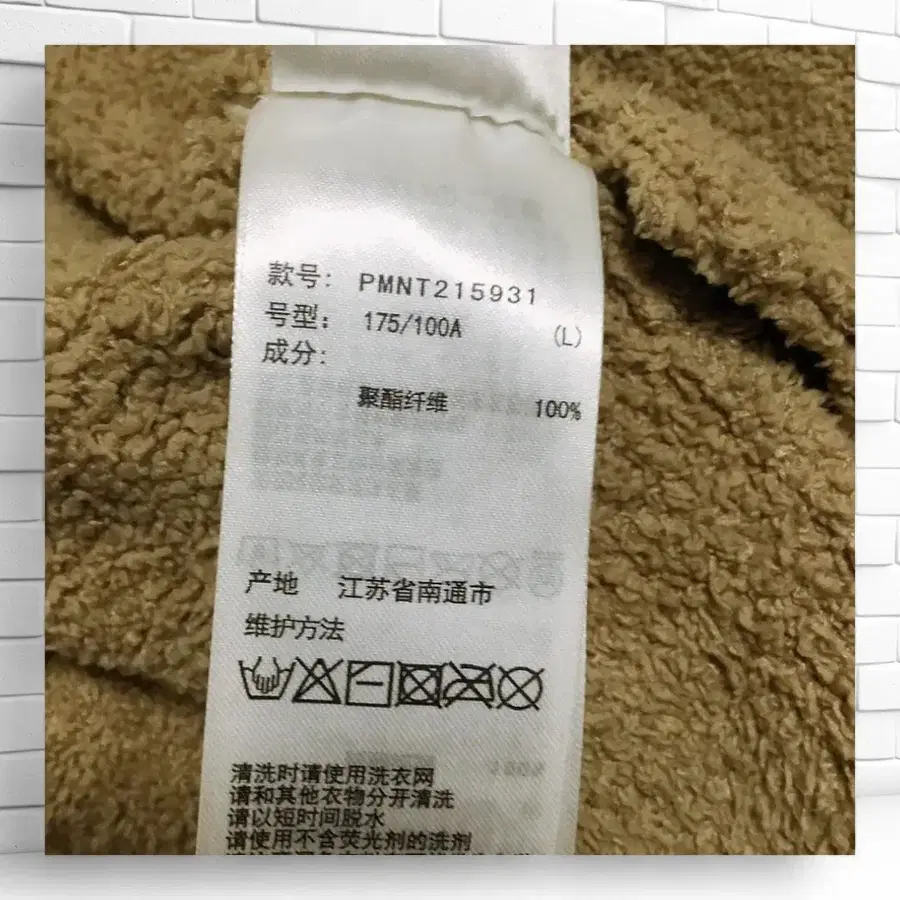 款号: PMNT215931
号型: 175/100A (L)
成分:
聚酯纤维 100%
产地 江苏省南通市
维护方法
清洗时请使用洗衣网
请和其他衣物分开清洗
请以短时间脱水
请使用不含荧光剂的洗剂